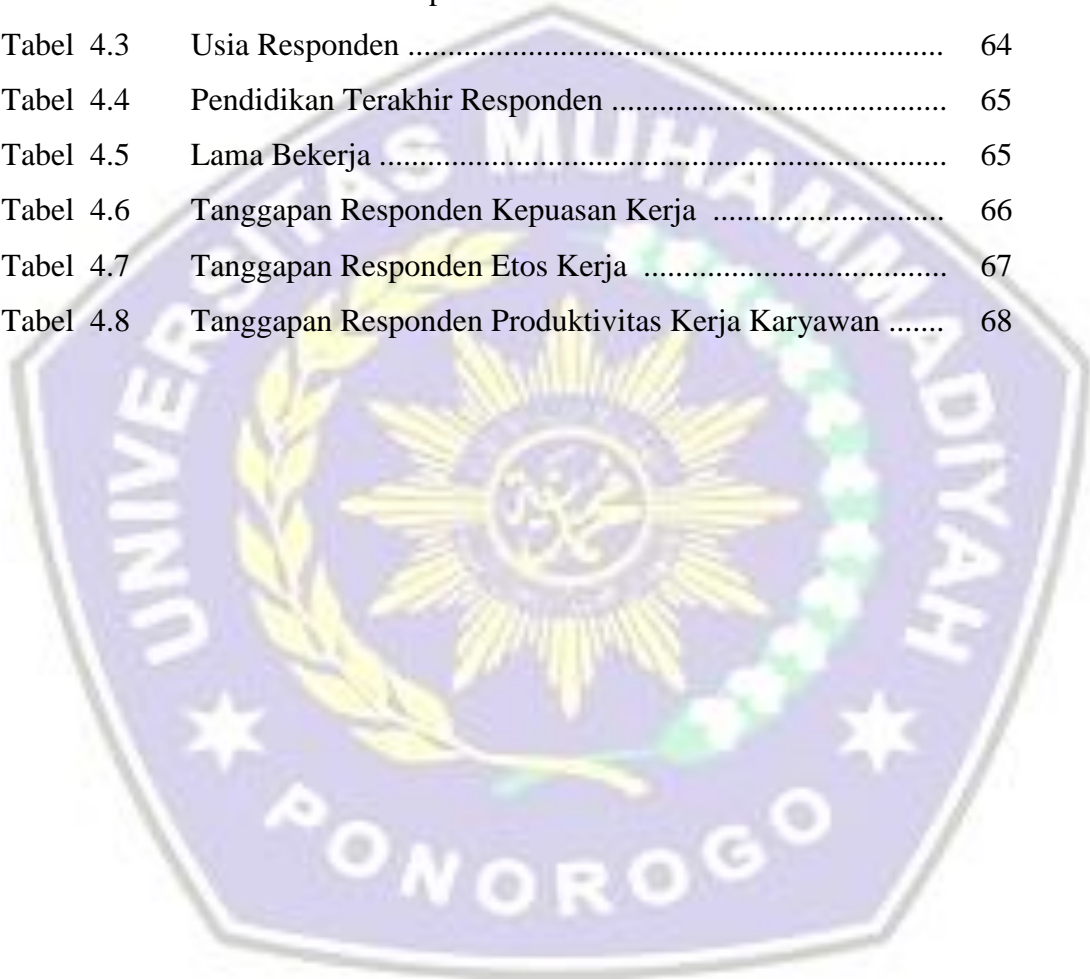 Tabel 4.3 Usia Responden .................................................................... 64
Tabel 4.4 Pendidikan Terakhir Responden ........................................... 65
Tabel 4.5 Lama Bekerja ........................................................................ 65
Tabel 4.6 Tanggapan Responden Kepuasan Kerja ............................. 66
Tabel 4.7 Tanggapan Responden Etos Kerja ....................................... 67
Tabel 4.8 Tanggapan Responden Produktivitas Kerja Karyawan ....... 68
UNIVERSITAS MUHAMMADIYAH
PONOROGO